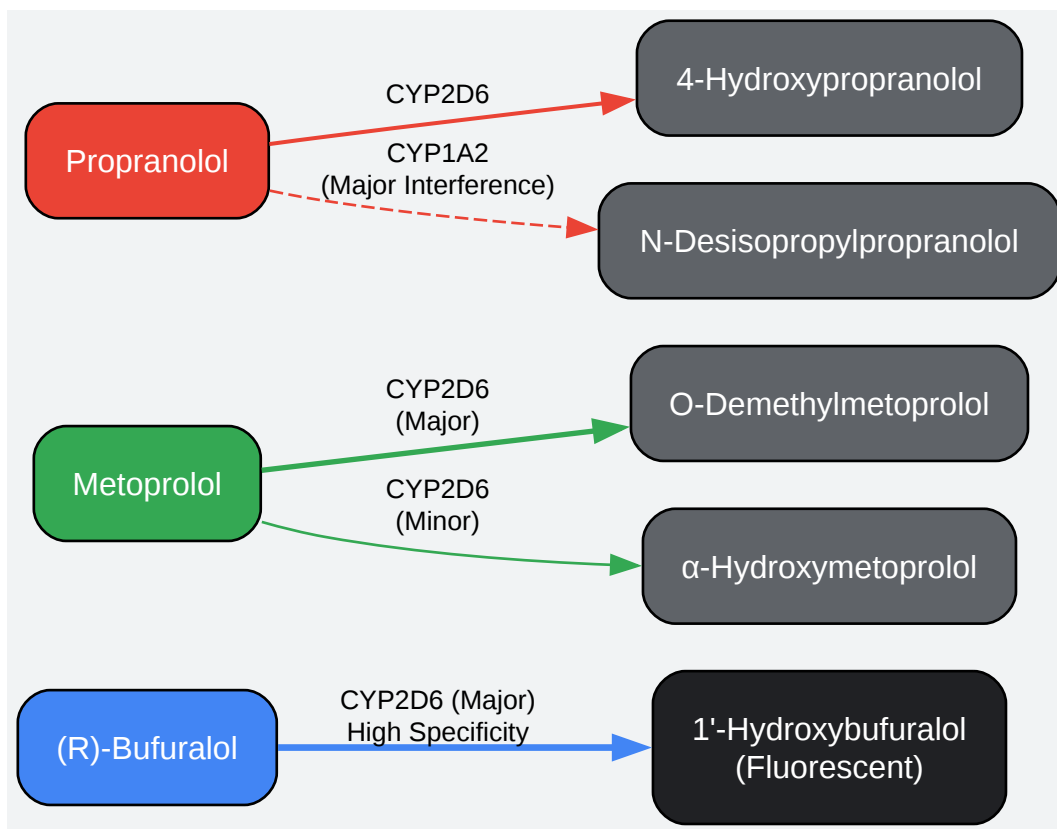 4-Hydroxypropranolol
CYP2D6
Propranolol
CYP1A2
(Major Interference)
N-Desisopropylpropranolol
CYP2D6
(Major)
O-Demethylmetoprolol
Metoprolol
CYP2D6
(Minor)
α-Hydroxymetoprolol
(R)-Bufuralol
CYP2D6 (Major)
High Specificity
1'-Hydroxybufuralol
(Fluorescent)